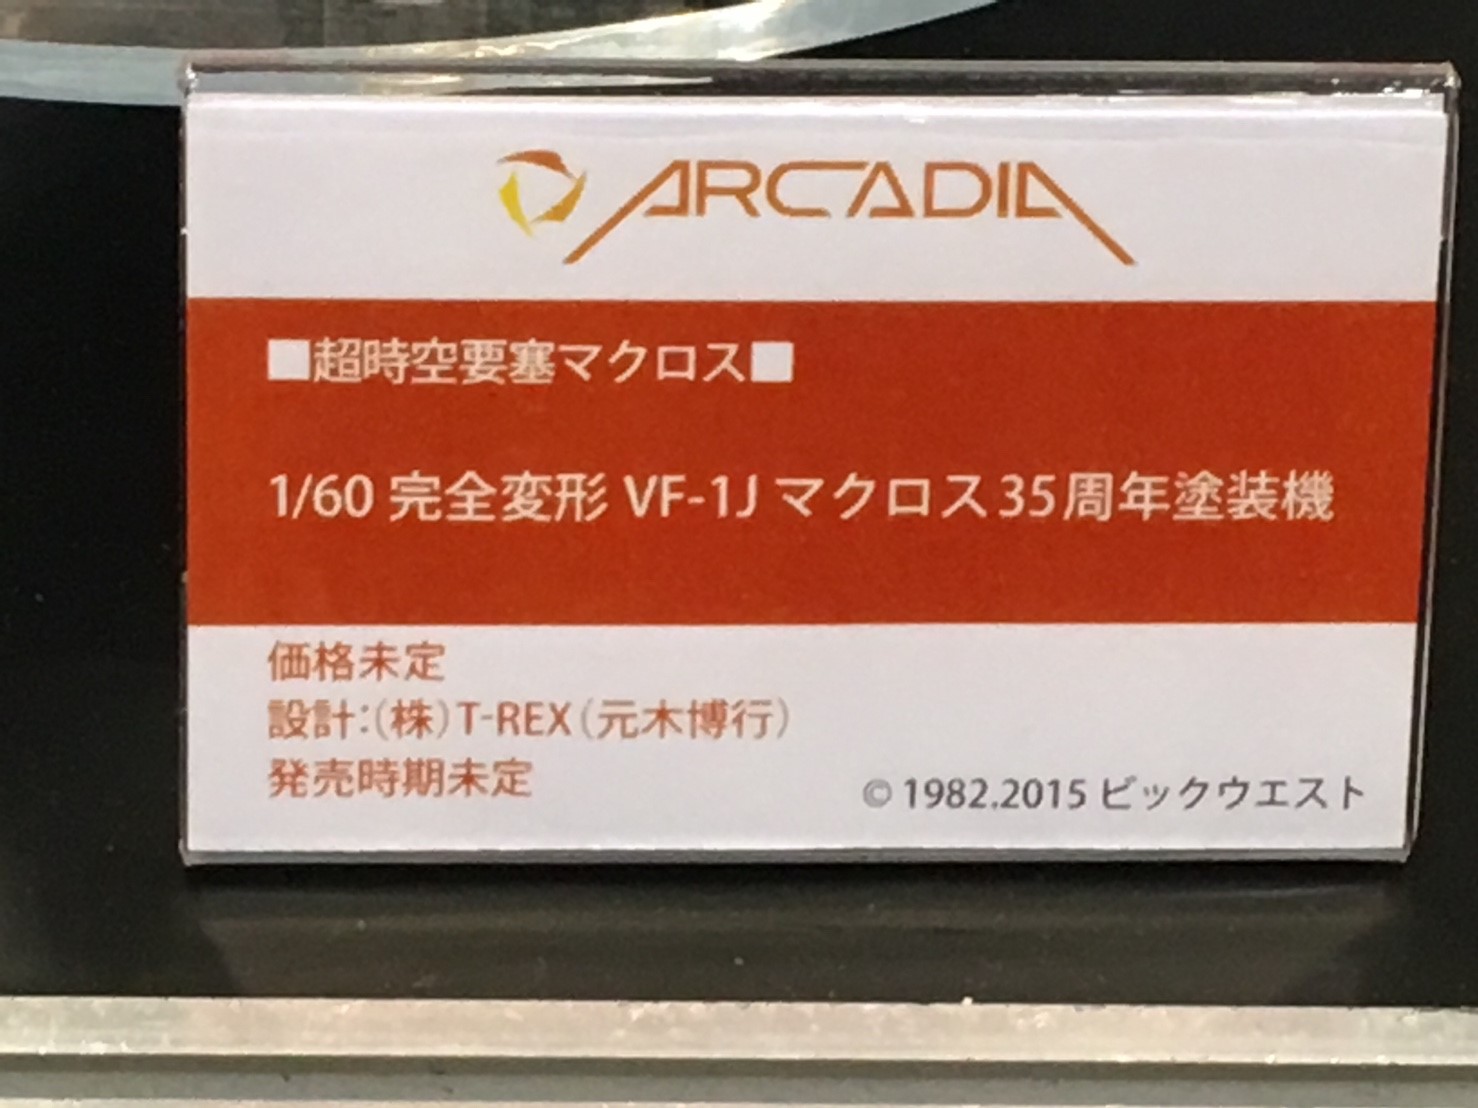 ARCADIA
■超時空要塞マクロス■
1/60 完全変形 VF-1J マクロス35周年塗装機
価格未定
設計:(株)T-REX(元木博行)
発売時期未定
© 1982,2015 ビックウエスト